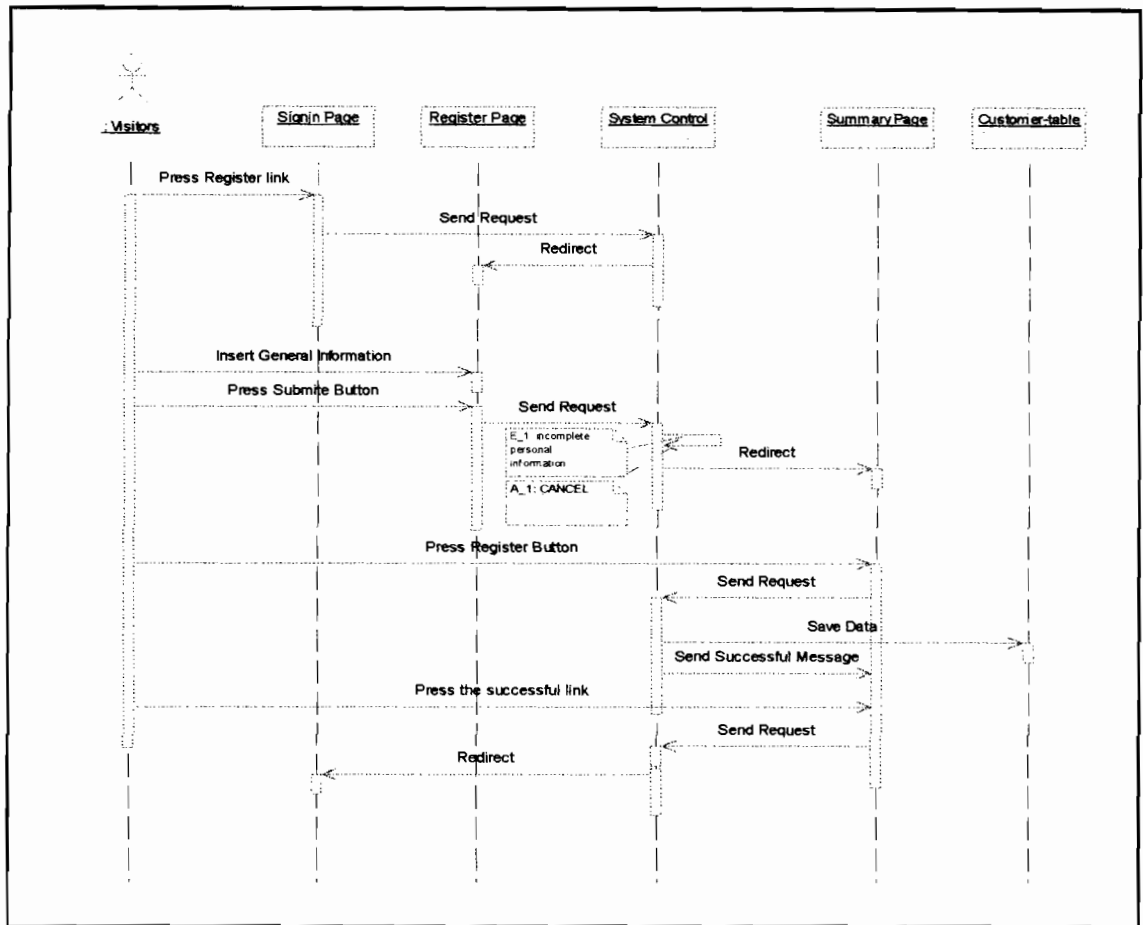 : Visitors
Signin Page
Register Page
System Control
Summary Page
Customer-table
Press Register link
Send Request
Redirect
Insert General Information
Press Submite Button
Send Request
E_1 incomplete
personal
information
Redirect
A_1: CANCEL
Press Register Button
Send Request
Save Data
Send Successful Message
Press the successful link
Send Request
Redirect